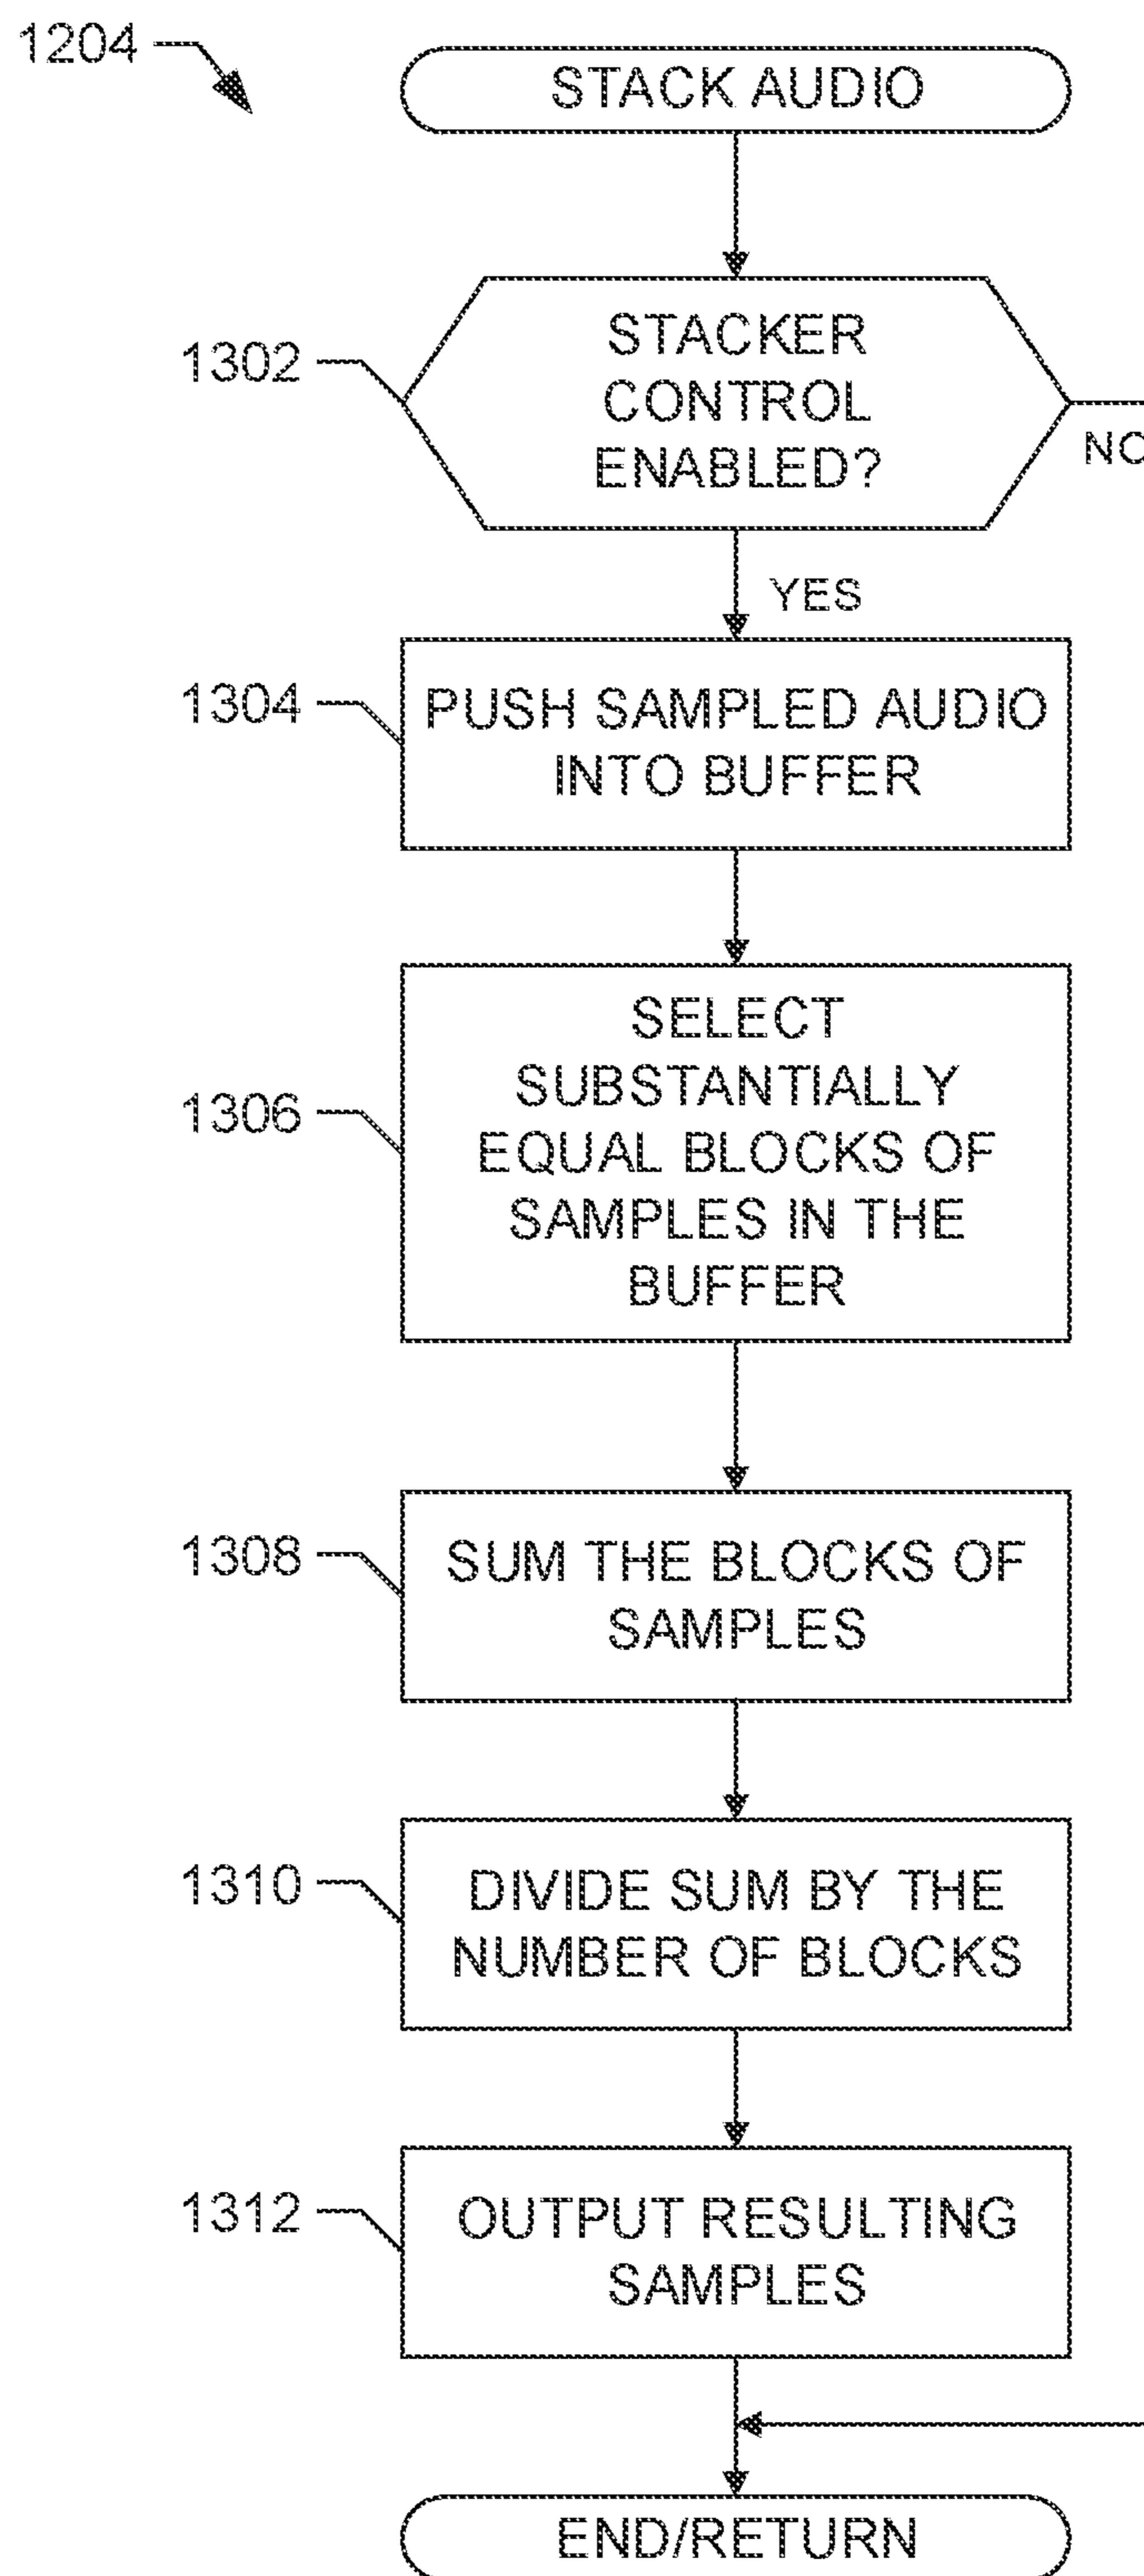 1204
STACK AUDIO
1302
STACKER
CONTROL
ENABLED?
NO
YES
1304
PUSH SAMPLED AUDIO
INTO BUFFER
1306
SELECT
SUBSTANTIALLY
EQUAL BLOCKS OF
SAMPLES IN THE
BUFFER
1308
SUM THE BLOCKS OF
SAMPLES
1310
DIVIDE SUM BY THE
NUMBER OF BLOCKS
1312
OUTPUT RESULTING
SAMPLES
END/RETURN